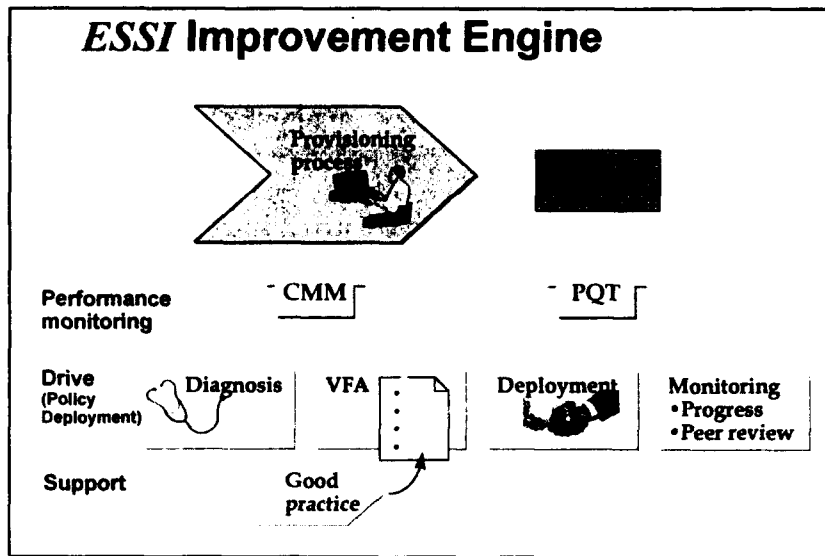 ESSI Improvement Engine
Provisioning
process
Performance
monitoring
CMM
PQT
Drive
(Policy
Deployment)
Diagnosis
VFA
Deployment
Monitoring
• Progress
• Peer review
Support
Good
practice